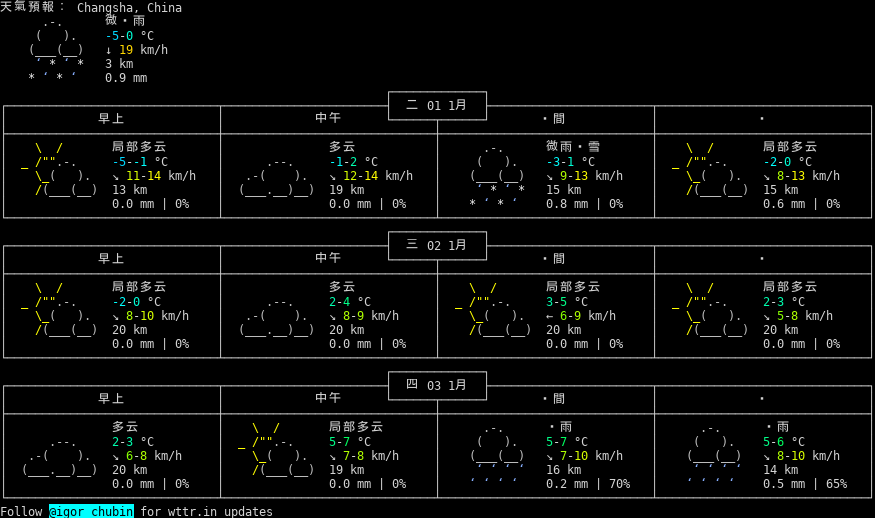 天氣預報： Changsha, China
微・雨
-5-0 °C
↓ 19 km/h
3 km
0.9 mm
二 01 1月
早上 中午 ・間 ・
局部多云 多云 微雨・雪 局部多云
-5--1 °C -1-2 °C -3-1 °C -2-0 °C
↘ 11-14 km/h ↘ 12-14 km/h ↘ 9-13 km/h ↘ 8-13 km/h
13 km 19 km 15 km 15 km
0.0 mm | 0% 0.0 mm | 0% 0.8 mm | 0% 0.6 mm | 0%
三 02 1月
早上 中午 ・間 ・
局部多云 多云 局部多云 局部多云
-2-0 °C 2-4 °C 3-5 °C 2-3 °C
↘ 8-10 km/h ↘ 8-9 km/h ← 6-9 km/h ↘ 5-8 km/h
20 km 20 km 20 km 20 km
0.0 mm | 0% 0.0 mm | 0% 0.0 mm | 0% 0.0 mm | 0%
四 03 1月
早上 中午 ・間 ・
多云 局部多云 ・雨 ・雨
2-3 °C 5-7 °C 5-7 °C 5-6 °C
↘ 6-8 km/h ↘ 7-8 km/h ↘ 7-10 km/h ↘ 8-10 km/h
20 km 19 km 16 km 14 km
0.0 mm | 0% 0.0 mm | 0% 0.2 mm | 70% 0.5 mm | 65%
Follow @igor_chubin for wttr.in updates